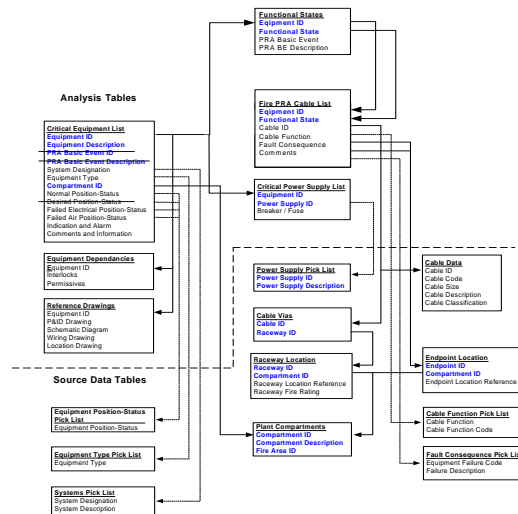 Functional States
Eqipment ID
Functional State
PRA Basic Event
PRA BE Description
Analysis Tables
Critical Equipment List
Equipment ID
Equipment Description
PRA Basic Event ID
PRA Basic Event Description
System Designation
Equipment Type
Compartment ID
Normal Position-Status
Desired Position-Status
Failed Electrical Position-Status
Failed Air Position-Status
Indication and Alarm
Comments and Information
Fire PRA Cable List
Eqipment ID
Functional State
Cable ID
Cable Function
Fault Consequence
Comments
Critical Power Supply List
Equipment ID
Power Supply ID
Breaker / Fuse
Equipment Dependancies
Equipment ID
Interlocks
Permissives
Power Supply Pick List
Power Supply ID
Power Supply Description
Cable Data
Cable ID
Cable Code
Cable Size
Cable Description
Cable Classification
Reference Drawings
Equipment ID
P&ID Drawing
Schematic Diagram
Wiring Drawing
Location Drawing
Cable Vias
Cable ID
Raceway ID
Raceway Location
Raceway ID
Compartment ID
Raceway Location Reference
Raceway Fire Rating
Endpoint Location
Endpoint ID
Compartment ID
Endpoint Location Reference
Source Data Tables
Equipment Position-Status
Pick List
Equipment Position-Status
Plant Compartments
Compartment ID
Compartment Description
Fire Area ID
Cable Function Pick List
Cable Function
Cable Function Code
Equipment Type Pick List
Equipment Type
Fault Consequence Pick List
Equipment Failure Code
Failure Description
Systems Pick List
System Designation
System Description